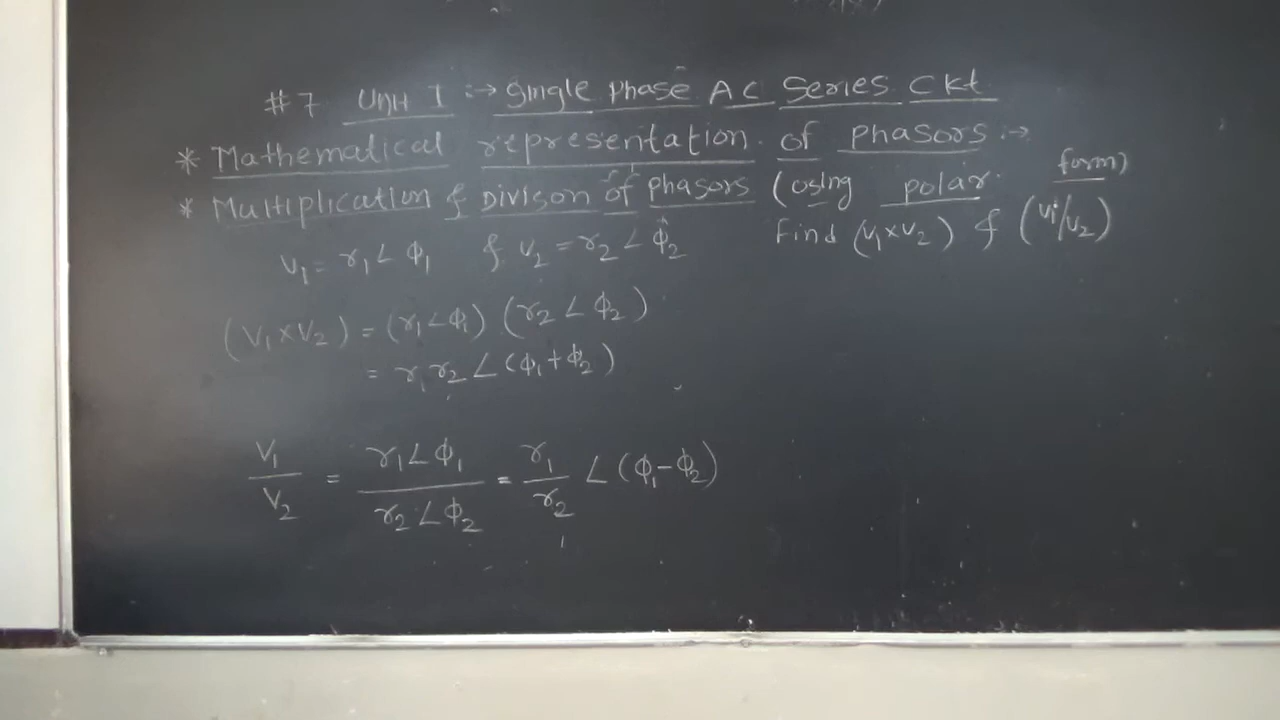 #7 Unit I :→ Single Phase AC Series Ckt
* Mathematical representation of phasors :→
* Multiplication & Divison of phasors (using polar form)
V₁ = r₁∠ϕ₁ & V₂ = r₂∠ϕ₂ Find (V₁×V₂) & (V₁/V₂)
(V₁×V₂) = (r₁∠ϕ₁) (r₂∠ϕ₂)
= r₁r₂∠(ϕ₁+ϕ₂)
V₁/V₂ = r₁∠ϕ₁/r₂∠ϕ₂ = r₁/r₂ ∠(ϕ₁-ϕ₂)